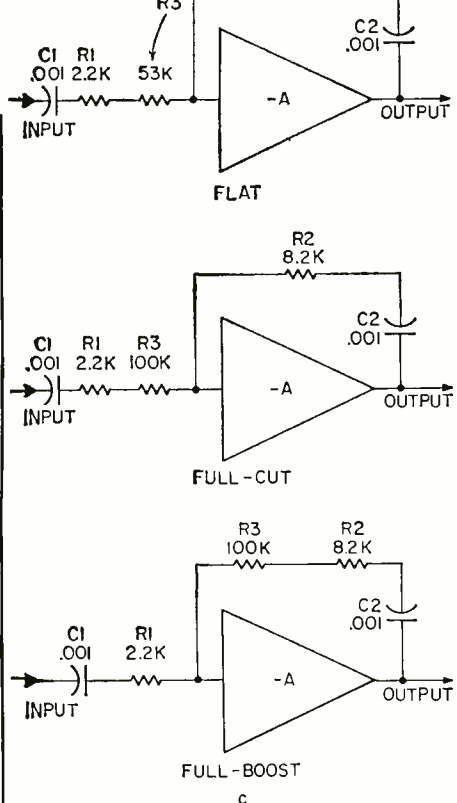 R3
C1 R1
.001 2.2K 53K
C2
.001
-A
INPUT
OUTPUT
FLAT
R2
8.2K
C1 R1 R3
.001 2.2K 100K
C2
.001
-A
INPUT
OUTPUT
FULL-CUT
R3 R2
100K 8.2K
C2
.001
C1 R1
.001 2.2K
-A
INPUT
OUTPUT
FULL-BOOST
c